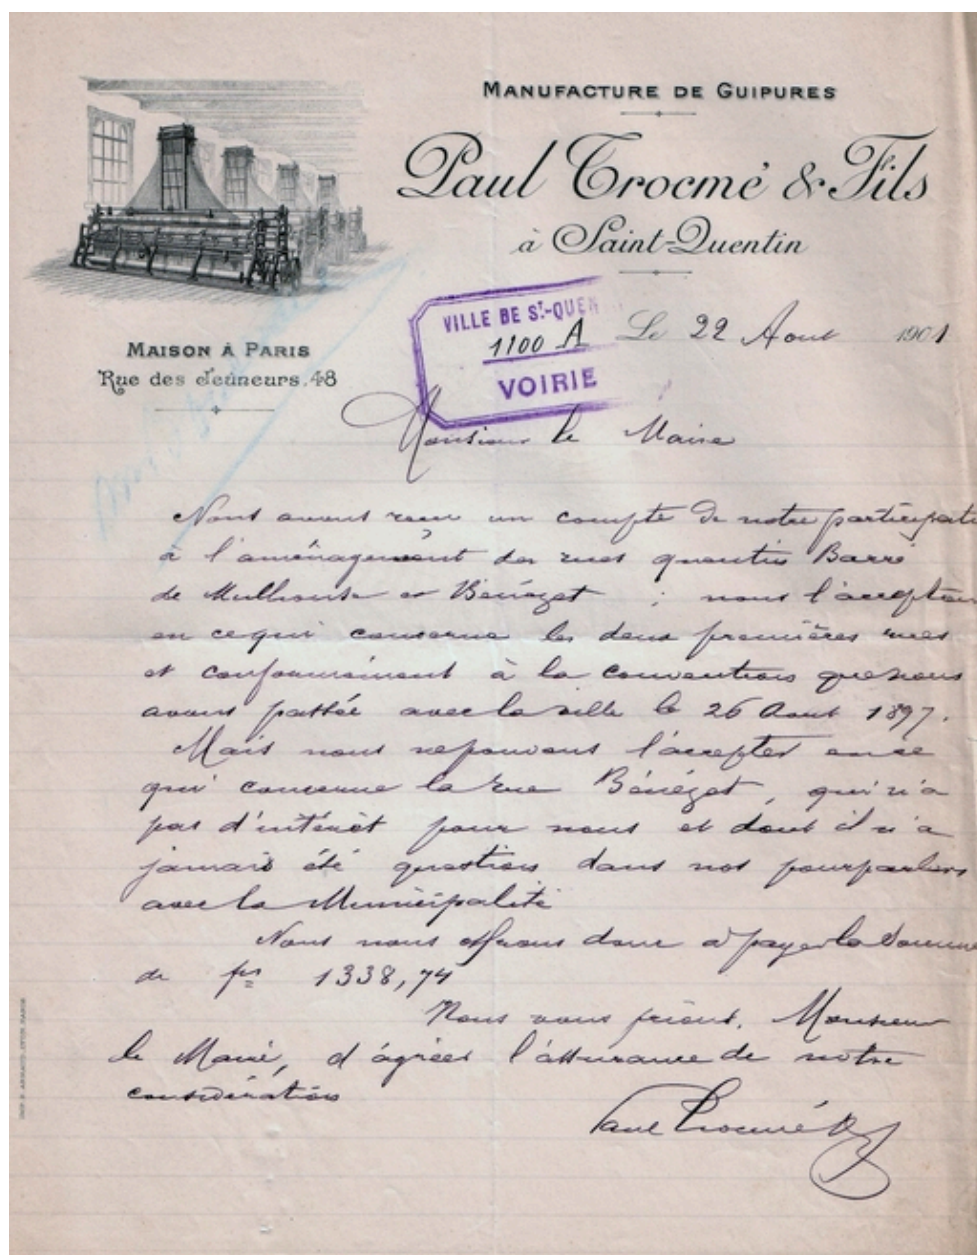 MANUFACTURE DE GUIPURES
Paul Trocmé & Fils
à Saint-Quentin
MAISON À PARIS
Rue des Jeûneurs, 48
VILLE DE St-QUEN
1100 A
VOIRIE
Le 22 Aout 1901
Monsieur le Maire
Nous avons reçu un compte de notre participati
à l'aménagement des rues quentin Barré
de Mulhouse et Bénézet ; nous l'acceptons
en ce qui concerne les deux premières rues
et conformément à la convention que nous
avons passée avec la ville le 26 Aout 1897.
Mais nous ne pouvons l'accepter en ce
qui concerne la rue Bénézet, qui n'a
pas d'intérêt pour nous et dont il n'a
jamais été question dans nos pourparlers
avec la Municipalité
Nous nous offrons donc à payer la somme
de frs 1338,74
Nous vous prions, Monsieur
le Maire, d'agréer l'assurance de notre
considération
Paul Trocmé